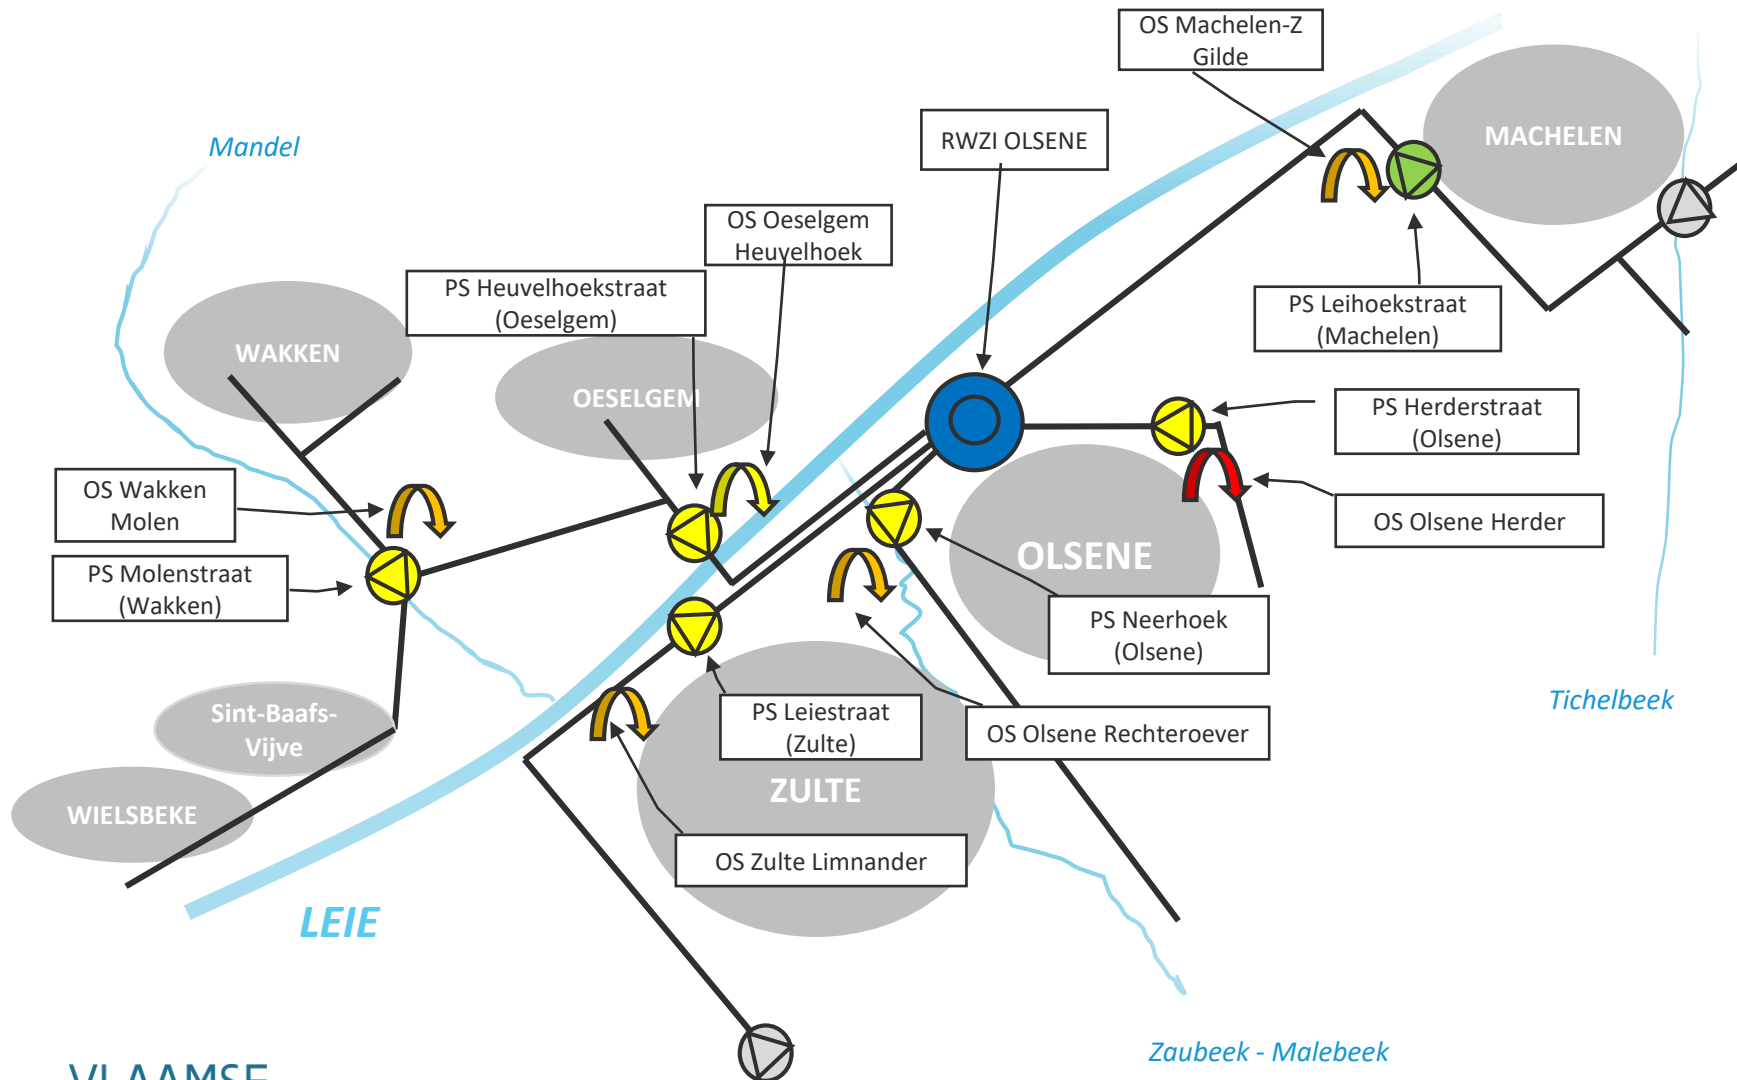 OS Machelen-Z
Gilde
MACHELEN
RWZI OLSENE
Mandel
OS Oeselgem
Heuvelhoek
PS Heuvelhoekstraat
(Oeselgem)
PS Leihoekstraat
(Machelen)
WAKKEN
OESELGEM
PS Herderstraat
(Olsene)
OS Wakken
Molen
OS Olsene Herder
OLSENE
PS Molenstraat
(Wakken)
PS Neerhoek
(Olsene)
Sint-Baafs-
Vijve
PS Leiestraat
(Zulte)
OS Olsene Rechteroever
Tichelbeek
ZULTE
WIELSBEKE
OS Zulte Limnander
LEIE
Zaubeek - Malebeek
VLAAMSE